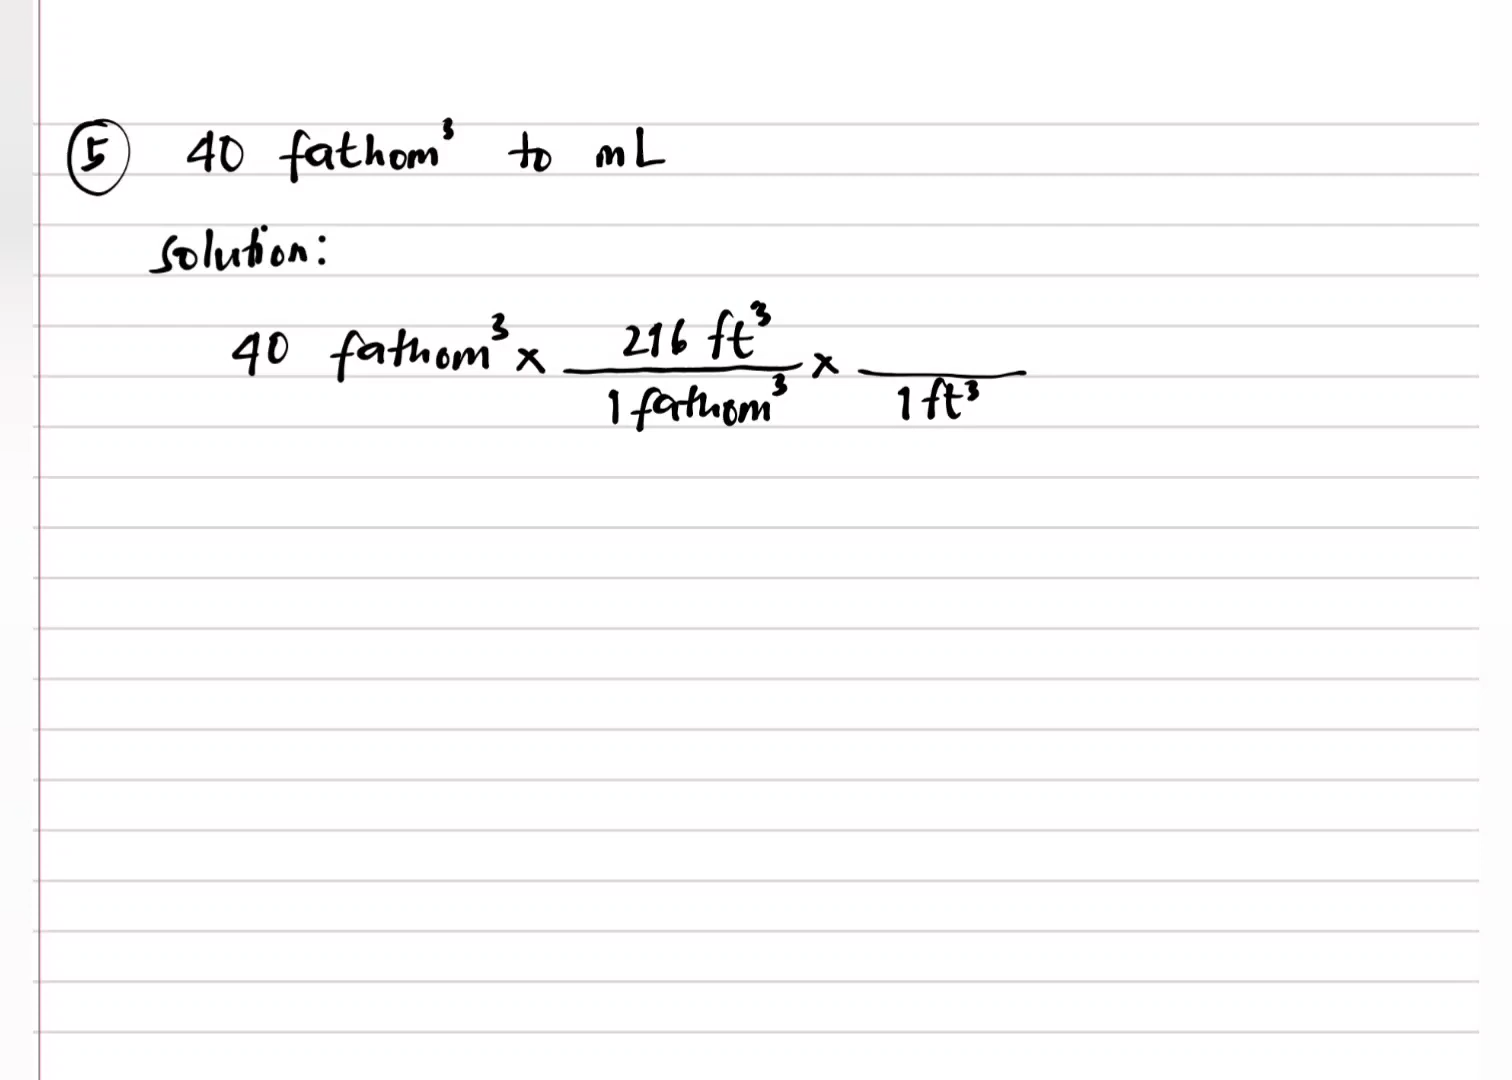 5 40 fathom³ to mL
Solution:
40 fathom³ x 216 ft³ / 1 fathom³ x / 1 ft³